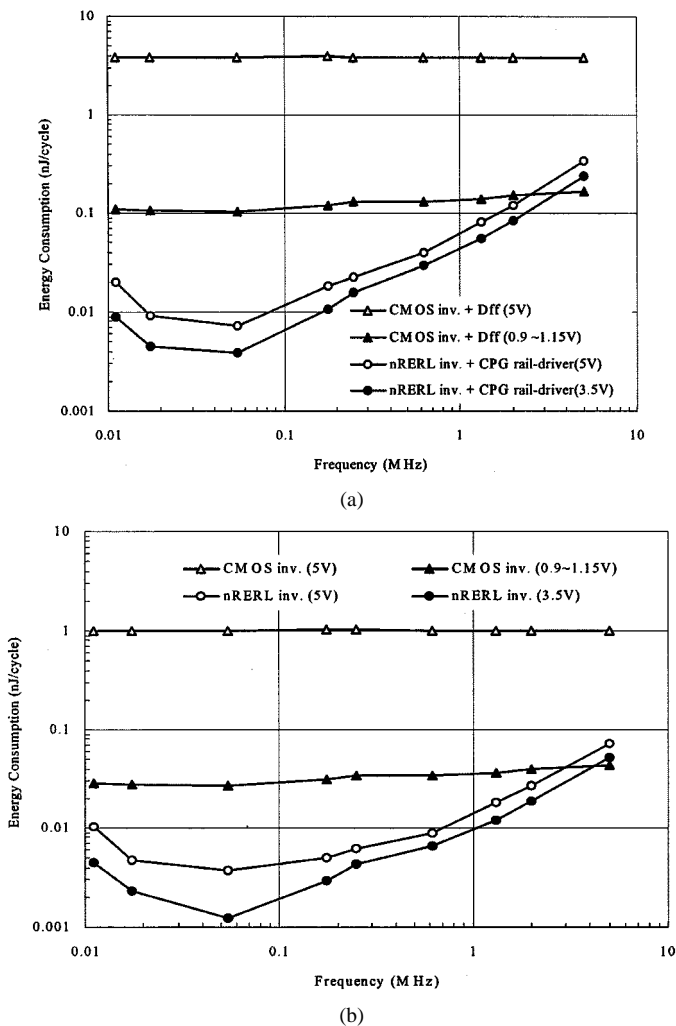 10
1
0.1
0.01
0.001
Energy Consumption (nJ/cycle)
CMOS inv. + Dff (5V)
CMOS inv. + Dff (0.9~1.15V)
nRERL inv. + CPG rail-driver(5V)
nRERL inv. + CPG rail-driver(3.5V)
0.01 0.1 1 10
Frequency (MHz)
(a)
10
1
0.1
0.01
0.001
Energy Consumption (nJ/cycle)
CMOS inv. (5V) CMOS inv. (0.9~1.15V)
nRERL inv. (5V) nRERL inv. (3.5V)
0.01 0.1 1 10
Frequency (MHz)
(b)